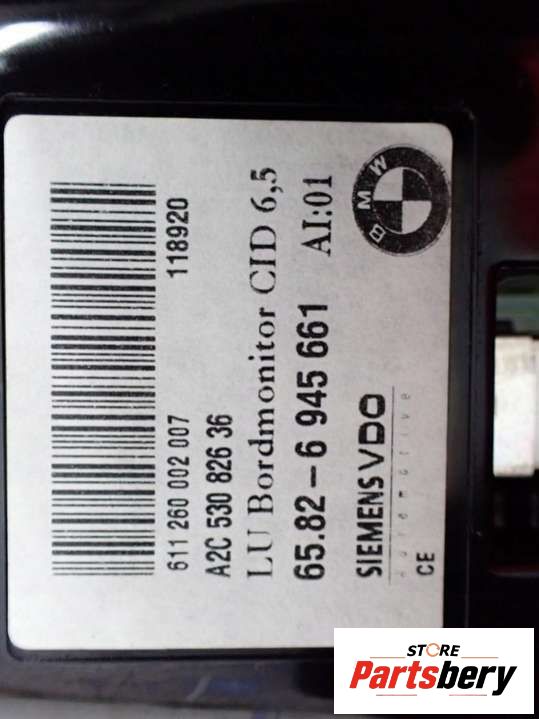 611 260 002 007 118920
A2C 530 826 36
LU Bordmonitor CID 6,5
65.82-6 945 661 AI:01
SIEMENS VDO
automotive
CE
BMW
STORE
Partsbery